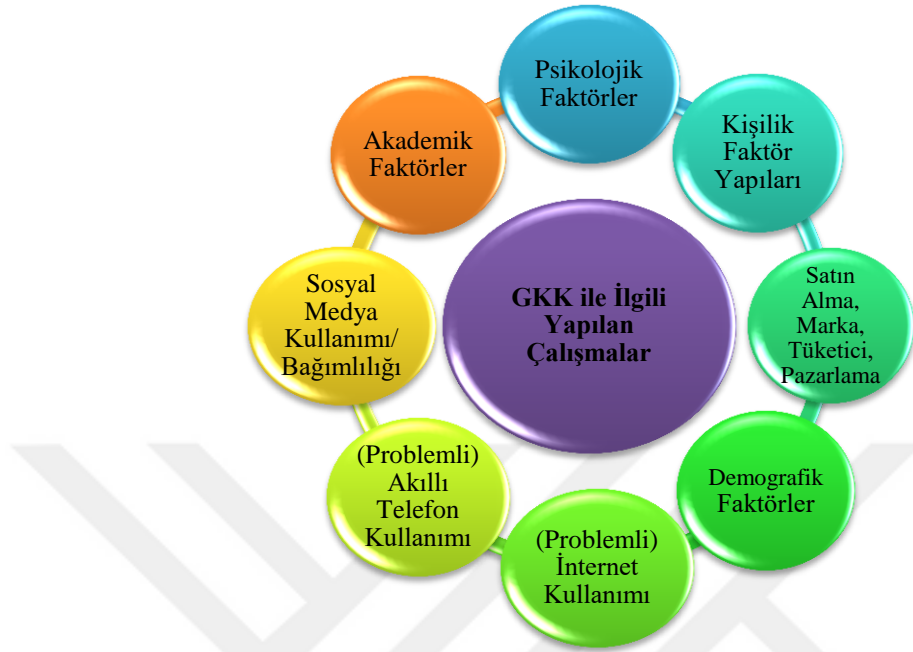 Psikolojik
Faktörler
Kişilik
Faktör
Yapıları
Satın
Alma,
Marka,
Tüketici,
Pazarlama
Demografik
Faktörler
(Problemli)
İnternet
Kullanımı
(Problemli)
Akıllı
Telefon
Kullanımı
Sosyal
Medya
Kullanımı/
Bağımlılığı
Akademik
Faktörler
GKK ile İlgili
Yapılan
Çalışmalar